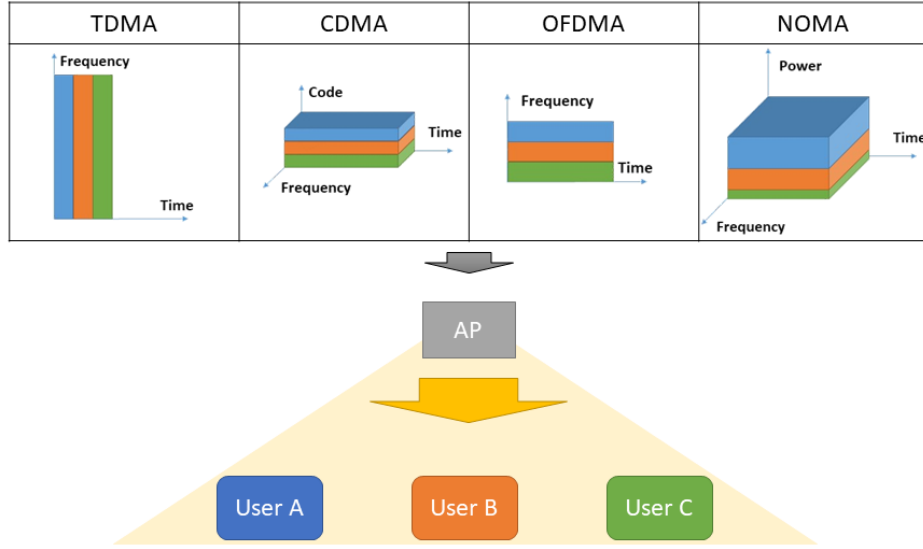 TDMA
CDMA
OFDMA
NOMA
Frequency
Time
Code
Time
Frequency
Frequency
Time
Power
Time
Frequency
AP
User A
User B
User C